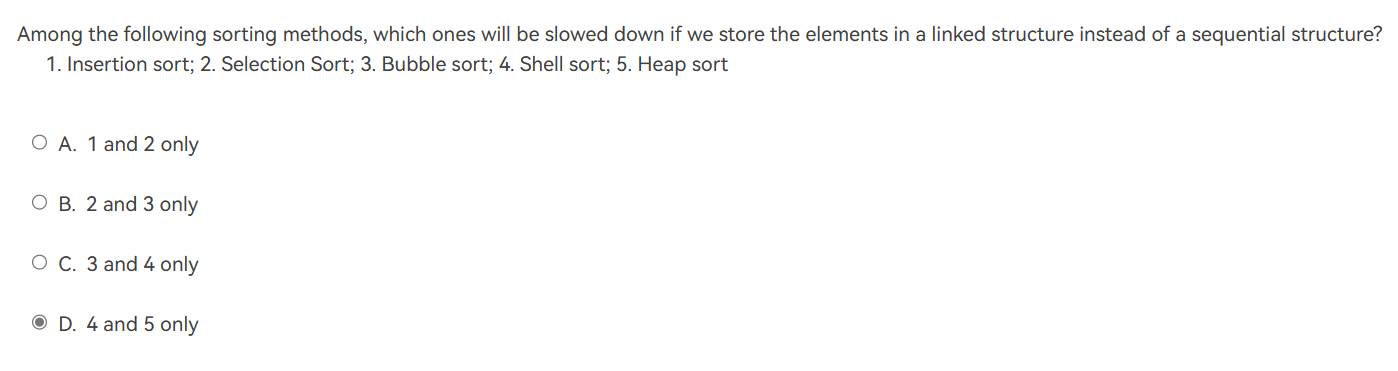 Among the following sorting methods, which ones will be slowed down if we store the elements in a linked structure instead of a sequential structure?
1. Insertion sort; 2. Selection Sort; 3. Bubble sort; 4. Shell sort; 5. Heap sort
A. 1 and 2 only
B. 2 and 3 only
C. 3 and 4 only
D. 4 and 5 only